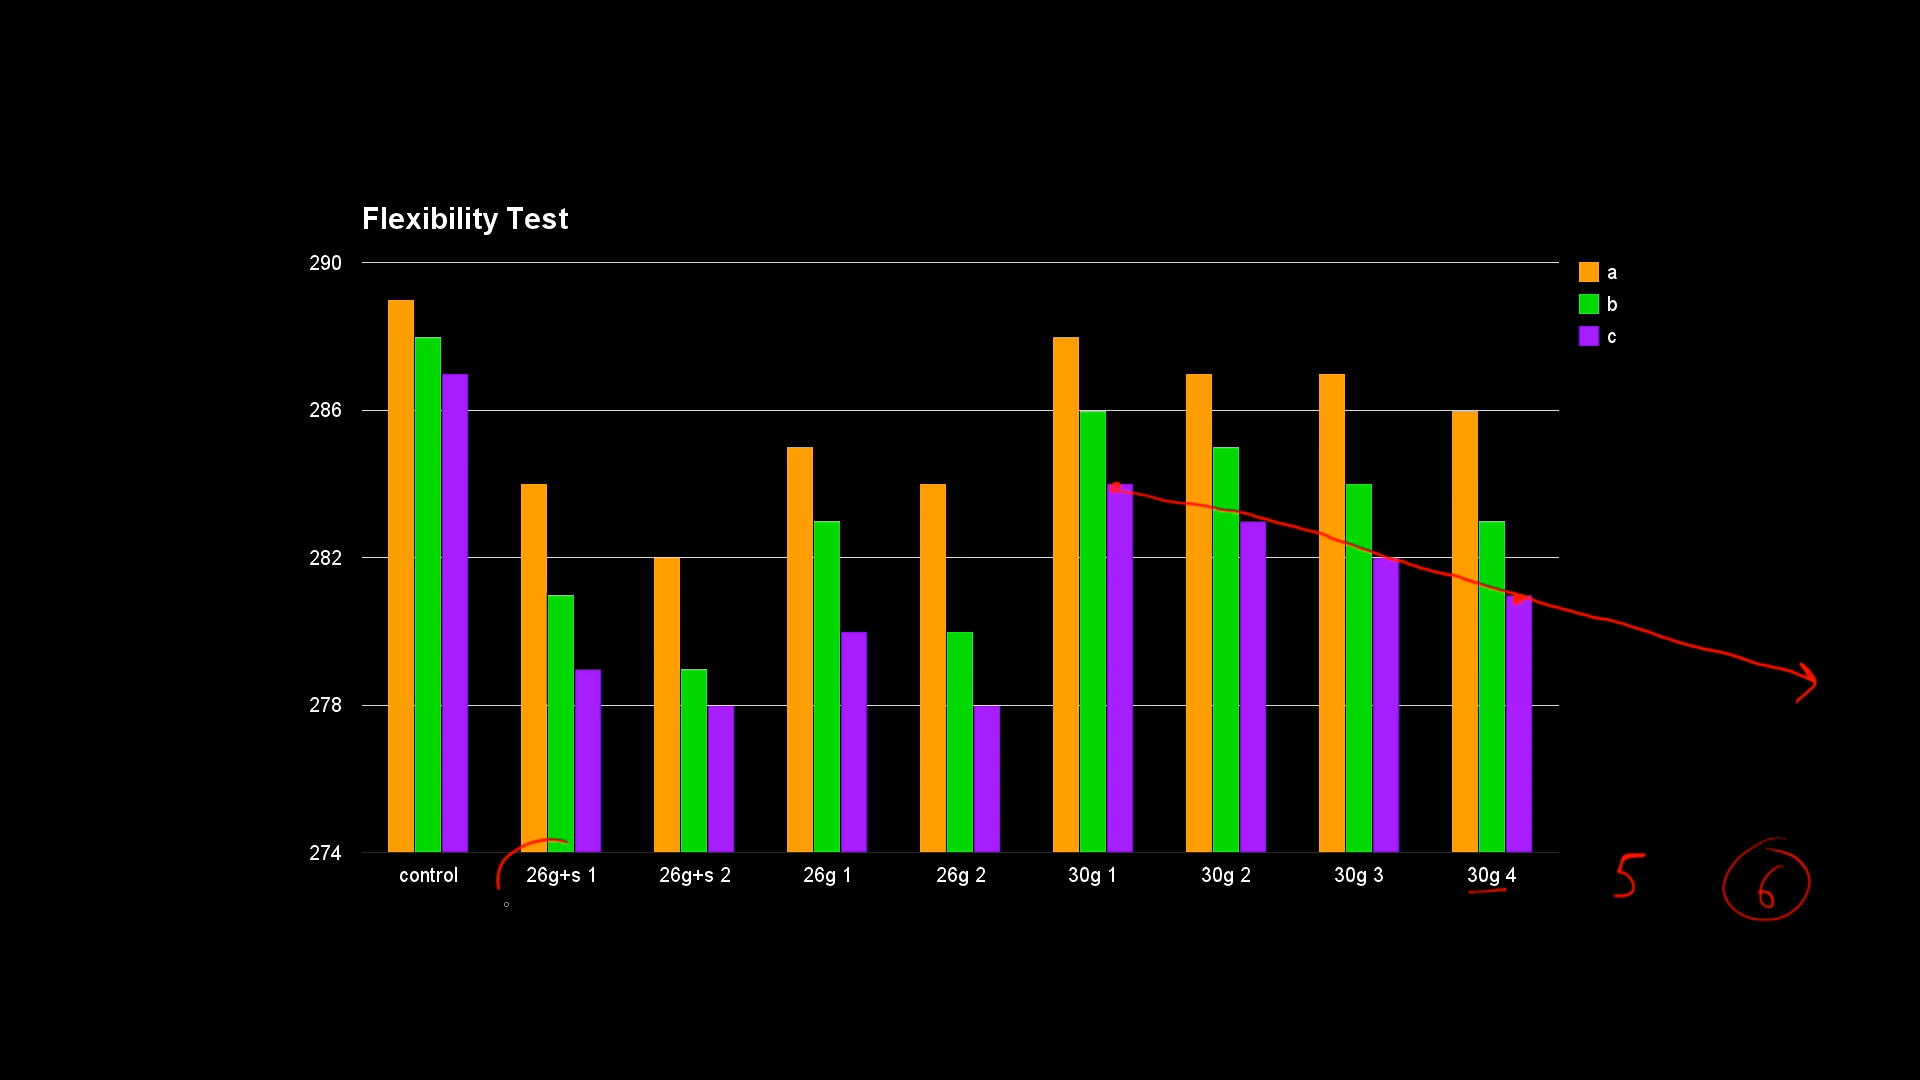 Flexibility Test
290
286
282
278
274
a
b
c
control 26g+s 1 26g+s 2 26g 1 26g 2 30g 1 30g 2 30g 3 30g 4 5 6